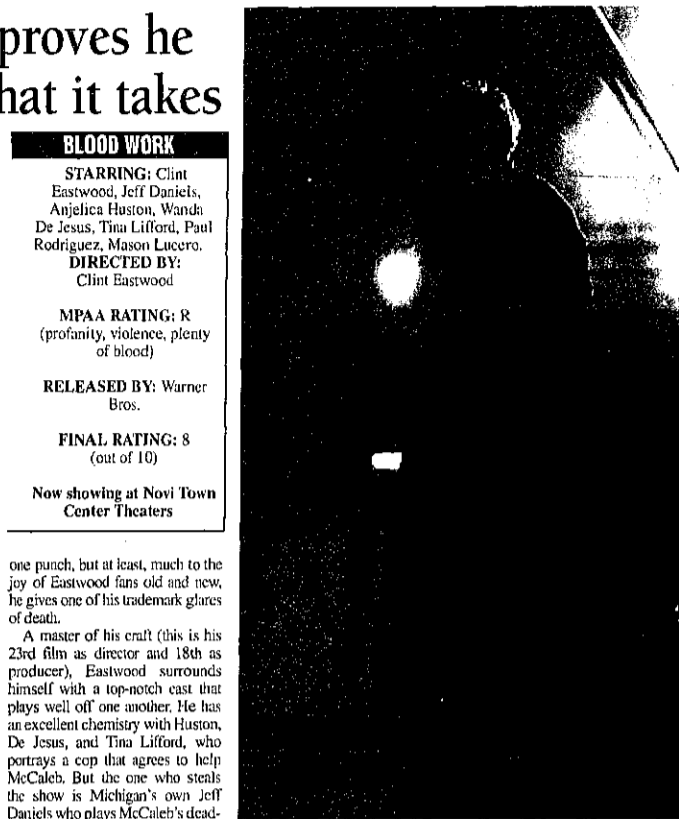 proves he
hat it takes
BLOOD WORK
STARRING: Clint
Eastwood, Jeff Daniels,
Anjelica Huston, Wanda
De Jesus, Tina Lifford, Paul
Rodriguez, Mason Lucero.
DIRECTED BY:
Clint Eastwood
MPAA RATING: R
(profanity, violence, plenty
of blood)
RELEASED BY: Warner
Bros.
FINAL RATING: 8
(out of 10)
Now showing at Novi Town
Center Theaters
one punch, but at least, much to the
joy of Eastwood fans old and new,
he gives one of his trademark glares
of death.
A master of his craft (this is his
23rd film as director and 18th as
producer), Eastwood surrounds
himself with a top-notch cast that
plays well off one another. He has
an excellent chemistry with Huston,
De Jesus, and Tina Lifford, who
portrays a cop that agrees to help
McCaleb. But the one who steals
the show is Michigan's own Jeff
Daniels who plays McCaleb's dead-